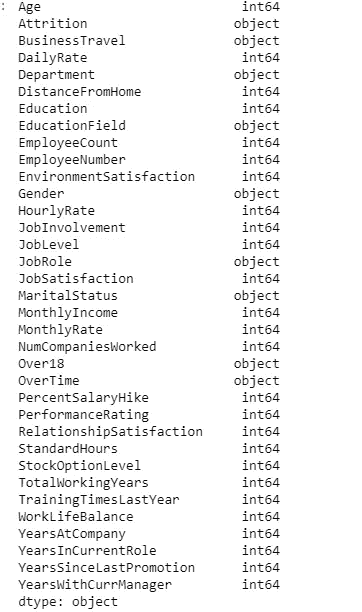 : Age int64
Attrition object
BusinessTravel object
DailyRate int64
Department object
DistanceFromHome int64
Education int64
EducationField object
EmployeeCount int64
EmployeeNumber int64
EnvironmentSatisfaction int64
Gender object
HourlyRate int64
JobInvolvement int64
JobLevel int64
JobRole object
JobSatisfaction int64
MaritalStatus object
MonthlyIncome int64
MonthlyRate int64
NumCompaniesWorked int64
Over18 object
OverTime object
PercentSalaryHike int64
PerformanceRating int64
RelationshipSatisfaction int64
StandardHours int64
StockOptionLevel int64
TotalWorkingYears int64
TrainingTimesLastYear int64
WorkLifeBalance int64
YearsAtCompany int64
YearsInCurrentRole int64
YearsSinceLastPromotion int64
YearsWithCurrManager int64
dtype: object